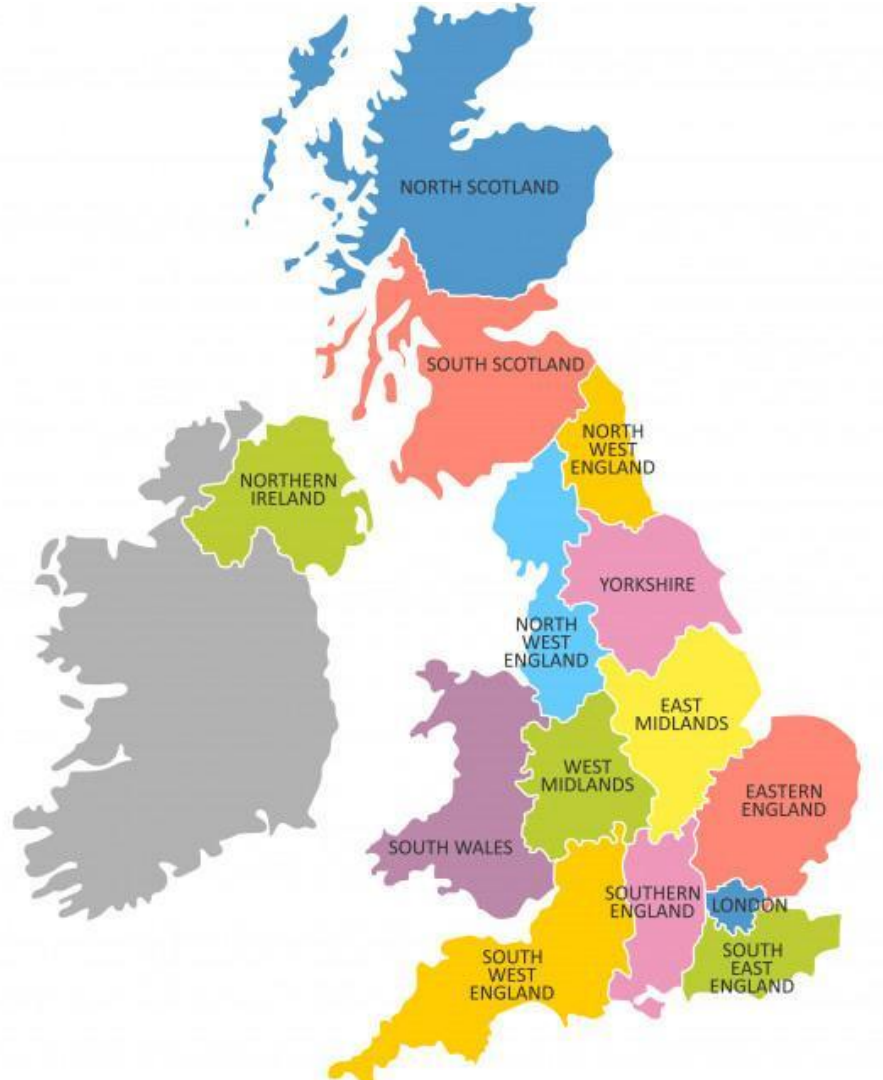 NORTH SCOTLAND
SOUTH SCOTLAND
NORTH
WEST
ENGLAND
NORTHERN
IRELAND
YORKSHIRE
NORTH
WEST
ENGLAND
EAST
MIDLANDS
WEST
MIDLANDS
EASTERN
ENGLAND
SOUTH WALES
SOUTHERN
ENGLAND
LONDON
SOUTH
WEST
ENGLAND
SOUTH
EAST
ENGLAND